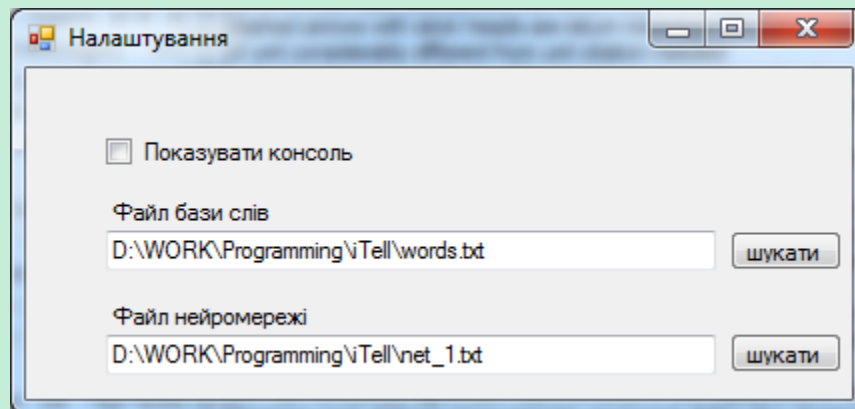 Налаштування
Показувати консоль
Файл бази слів
D:\WORK\Programming\iTell\words.txt
шукати
Файл нейромережі
D:\WORK\Programming\iTell\net_1.txt
шукати